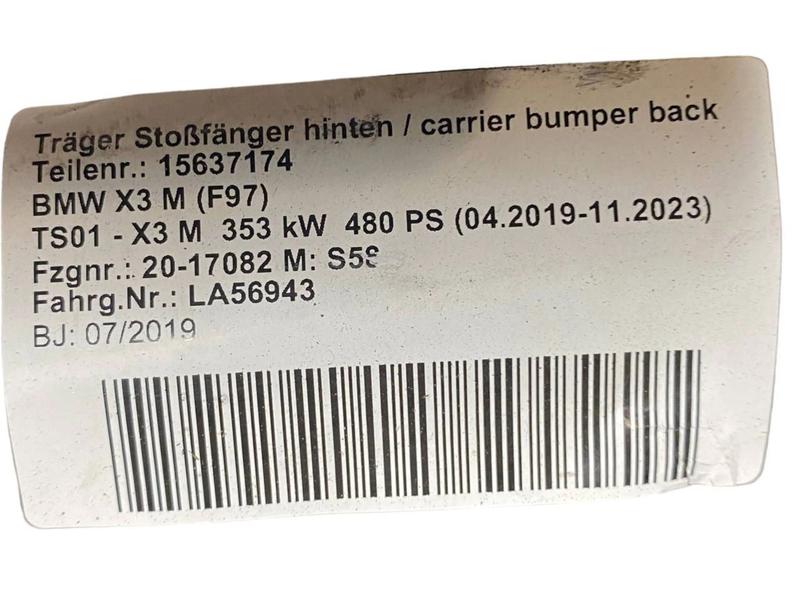 Träger Stoßfänger hinten / carrier bumper back
Teilenr.: 15637174
BMW X3 M (F97)
TS01 - X3 M 353 kW 480 PS (04.2019-11.2023)
Fzgnr.: 20-17082 M:
Fahrg.Nr.: LA56943
BJ: 07/2019